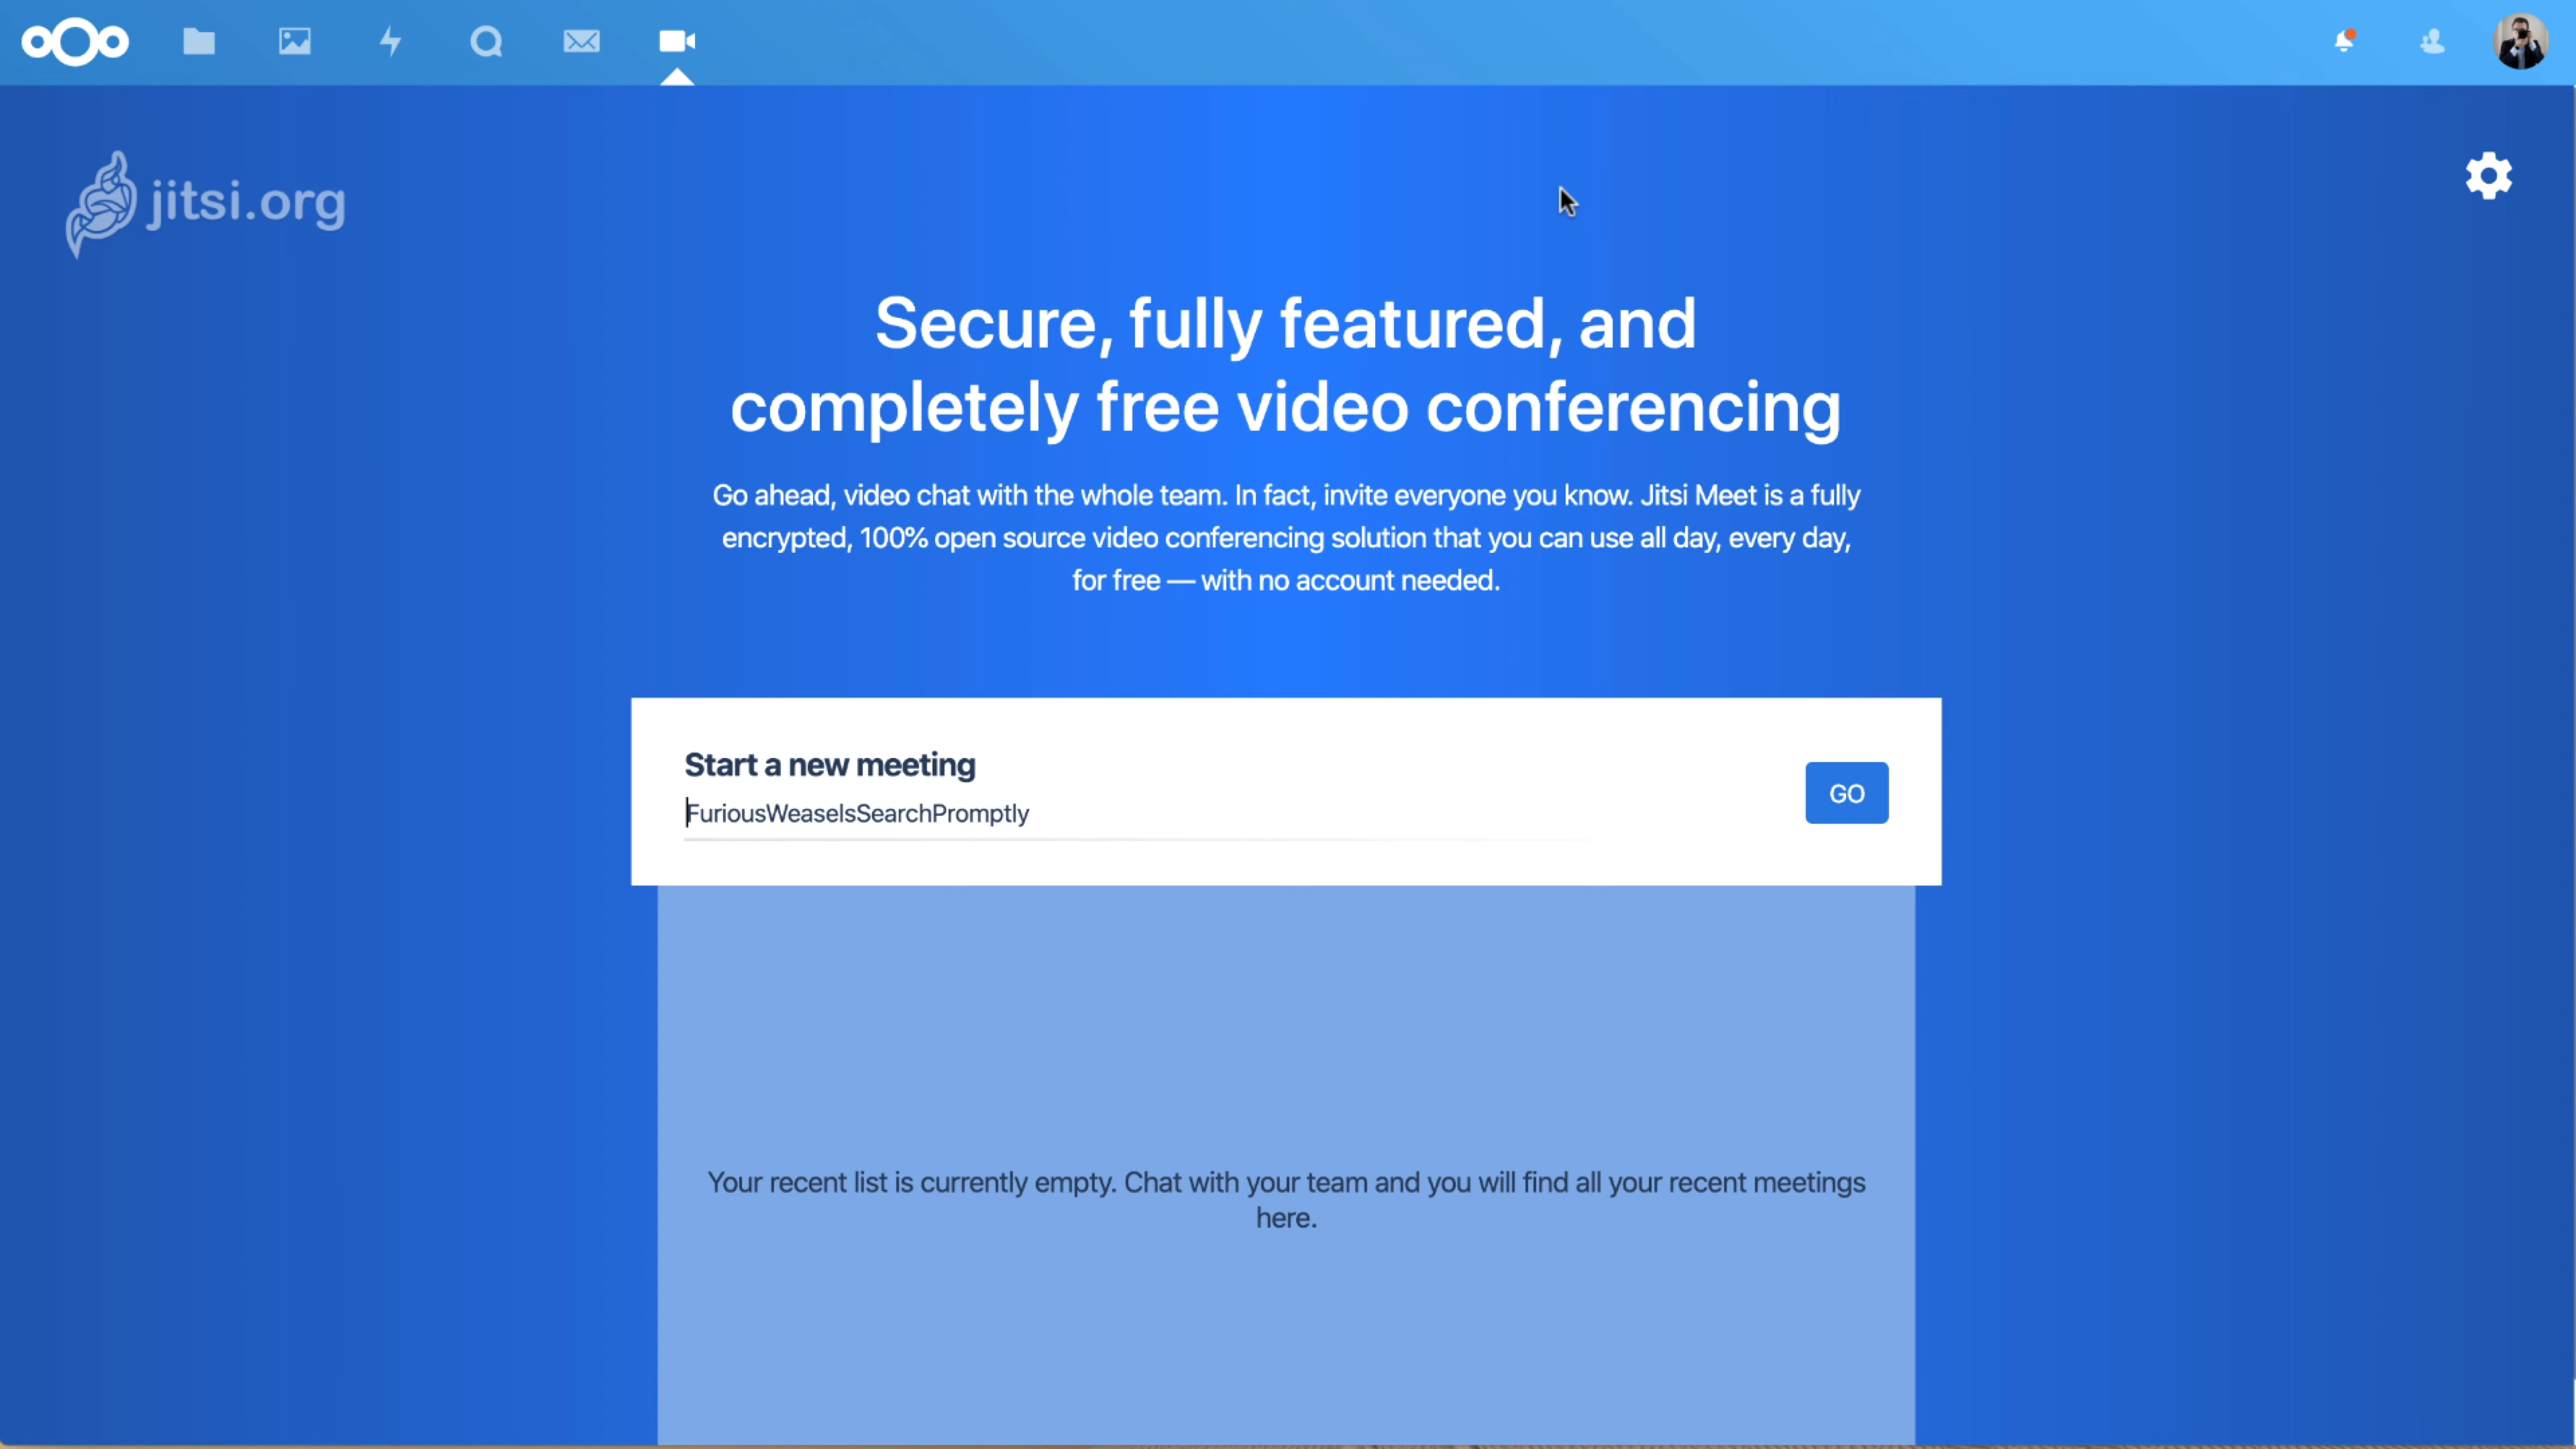 jitsi.org
Secure, fully featured, and
completely free video conferencing
Go ahead, video chat with the whole team. In fact, invite everyone you know. Jitsi Meet is a fully
encrypted, 100% open source video conferencing solution that you can use all day, every day,
for free — with no account needed.
Start a new meeting
FuriousWeaselsSearchPromptly
GO
Your recent list is currently empty. Chat with your team and you will find all your recent meetings
here.